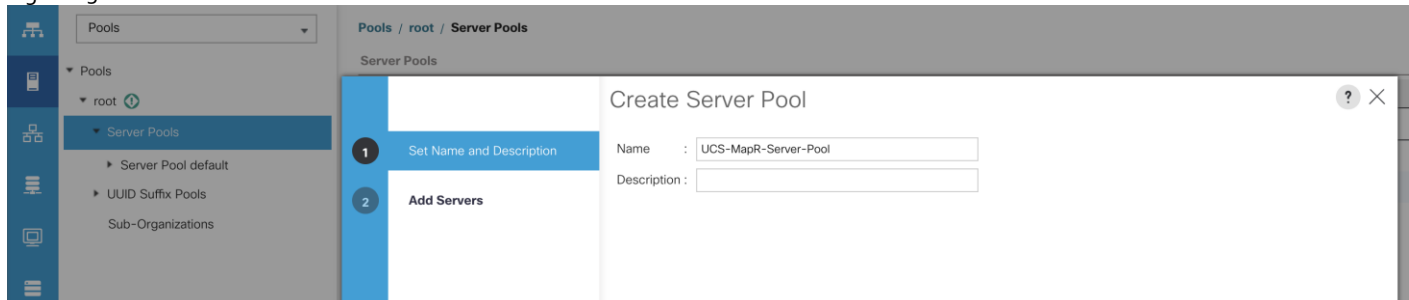 Pools
Pools / root / Server Pools
Server Pools
Pools
root
Server Pools
Server Pool default
UUID Suffix Pools
Sub-Organizations
Create Server Pool
?
1 Set Name and Description
2 Add Servers
Name : UCS-MapR-Server-Pool
Description :